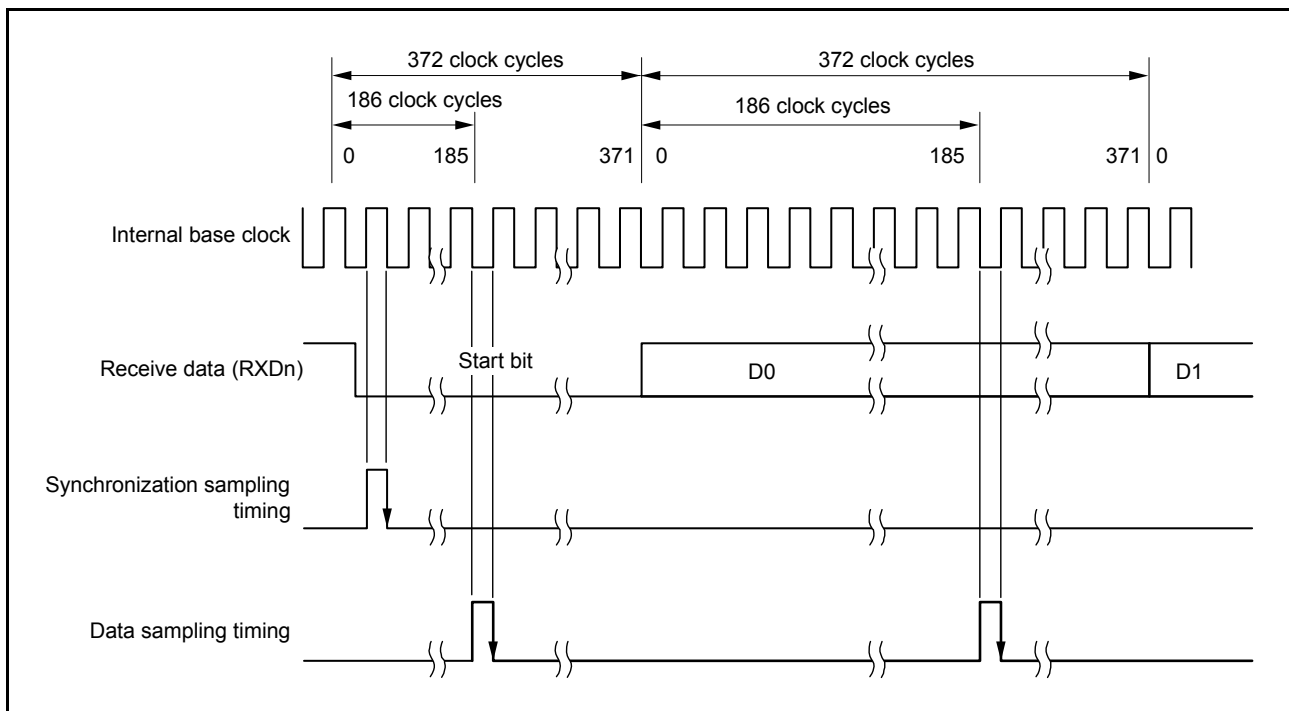 372 clock cycles 372 clock cycles
186 clock cycles 186 clock cycles
0 185 371 0 185 371 0
Internal base clock
Receive data (RXDn) Start bit D0 D1
Synchronization sampling
timing
Data sampling timing